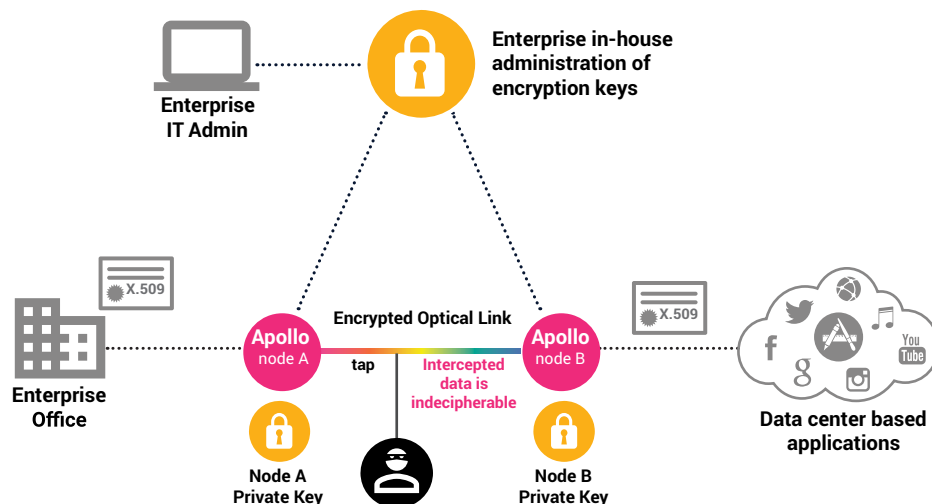 Enterprise in-house
administration of
encryption keys
Enterprise
IT Admin
X.509
X.509
Encrypted Optical Link
Apollo
node A
Apollo
node B
tap
Intercepted
data is
indecipherable
f
g
You
Tube
Enterprise
Office
Data center based
applications
Node A
Private Key
Node B
Private Key